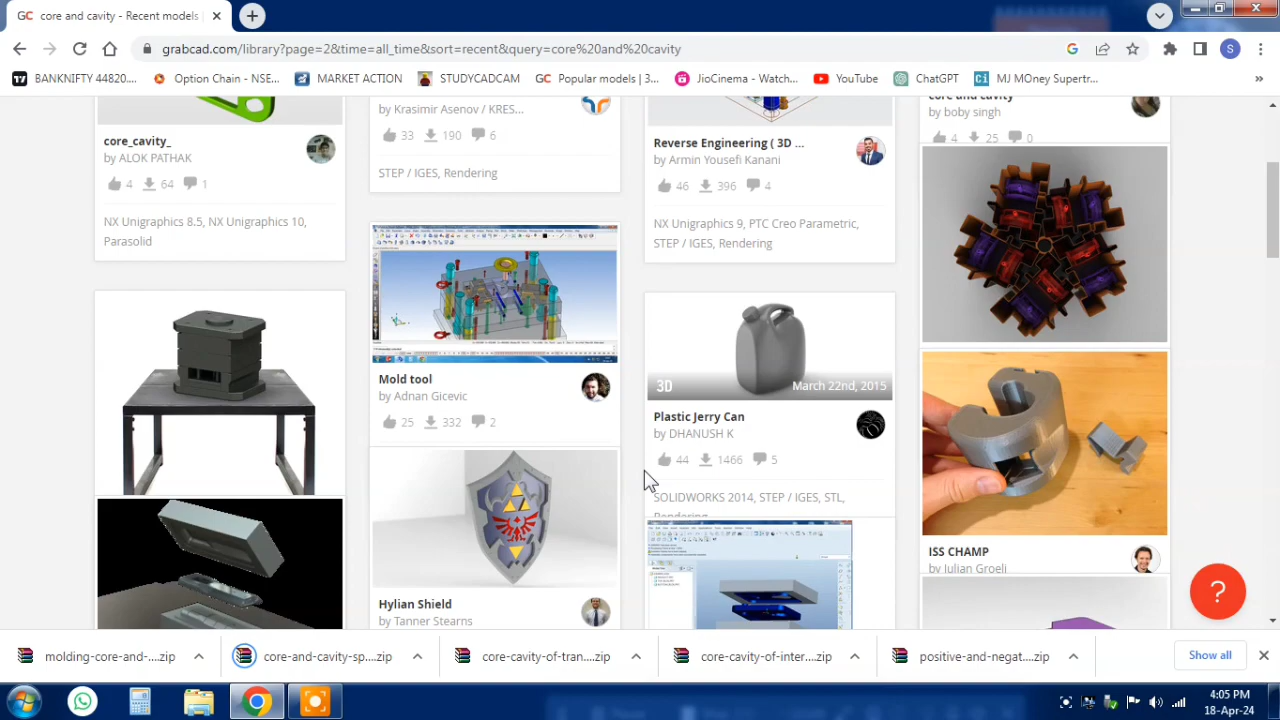 core and cavity - Recent models |
grabcad.com/library?page=2&time=all_time&sort=recent&query=core%20and%20cavity
BANKNIFTY 44820....
Option Chain - NSE...
MARKET ACTION
STUDYCADCAM
Popular models | 3...
JioCinema - Watch...
YouTube
ChatGPT
MJ MOney Supertr...
»
core_cavity_
by ALOK PATHAK
4 64 1
NX Unigraphics 8.5, NX Unigraphics 10,
Parasolid
by Krasimir Asenov / KRES...
33 190 6
STEP / IGES, Rendering
Mold tool
by Adnan Gicevic
25 332 2
Hylian Shield
by Tanner Stearns
Reverse Engineering ( 3D ...
by Armin Yousefi Kanani
46 396 4
NX Unigraphics 9, PTC Creo Parametric,
STEP / IGES, Rendering
3D March 22nd, 2015
Plastic Jerry Can
by DHANUSH K
44 1466 5
SOLIDWORKS 2014, STEP / IGES, STL,
Rendering
core and cavity
by boby singh
4 25 0
ISS CHAMP
by Julian Groeli
?
molding-core-and-....zip
core-and-cavity-sp....zip
core-cavity-of-tran....zip
core-cavity-of-inter....zip
positive-and-negat....zip
Show all
4:05 PM
18-Apr-24